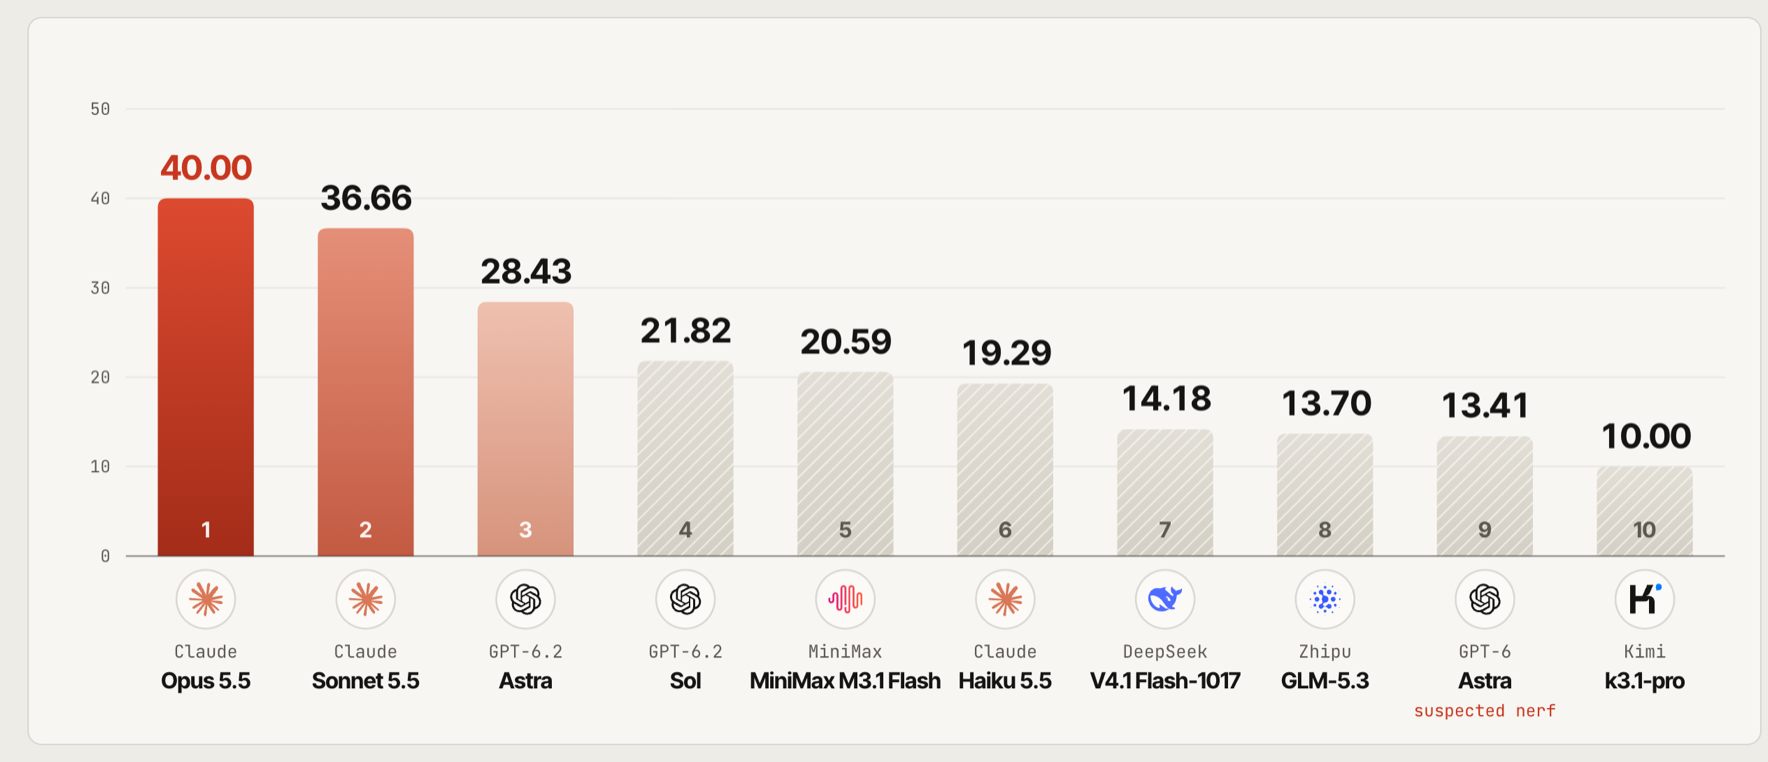 50
40
30
20
10
0
40.00
36.66
28.43
21.82
20.59
19.29
14.18
13.70
13.41
10.00
1
2
3
4
5
6
7
8
9
10
Claude
Opus 5.5
Claude
Sonnet 5.5
GPT-6.2
Astra
GPT-6.2
Sol
MiniMax
MiniMax M3.1 Flash
Claude
Haiku 5.5
DeepSeek
V4.1 Flash-1017
Zhipu
GLM-5.3
GPT-6
Astra
suspected nerf
Kimi
k3.1-pro